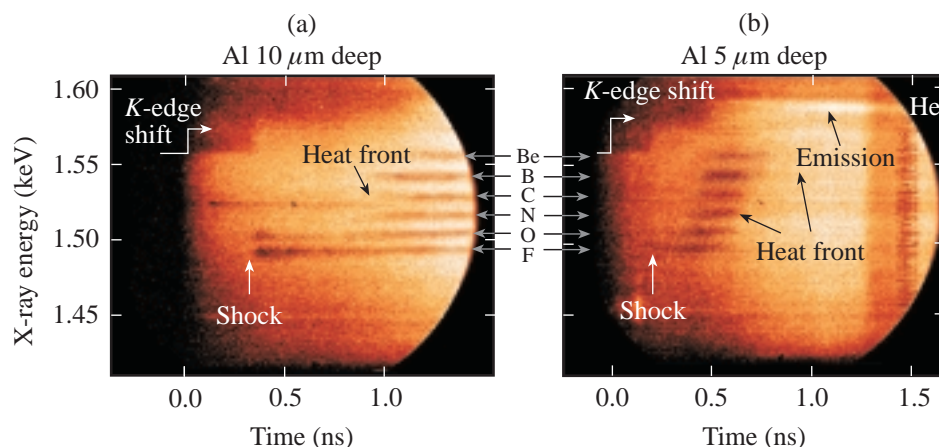 (a)
Al 10 μm deep
X-ray energy (keV)
1.60
1.55
1.50
1.45
K-edge
shift
Heat front
Shock
0.0 0.5 1.0
Time (ns)
Be
B
C
N
O
F
(b)
Al 5 μm deep
K-edge shift
He
Emission
Heat front
Shock
0.0 0.5 1.0 1.5
Time (ns)